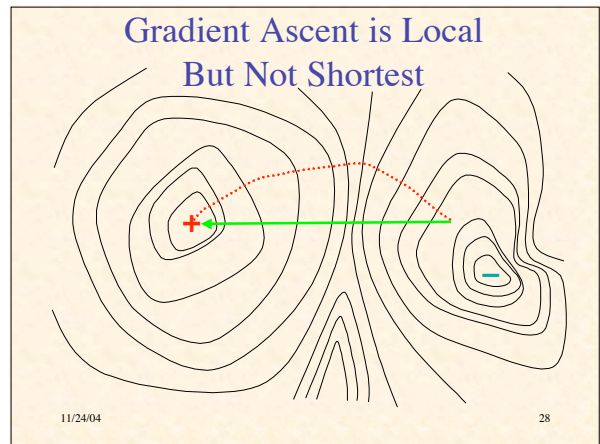 Gradient Ascent is Local
But Not Shortest
+
−
11/24/04
28